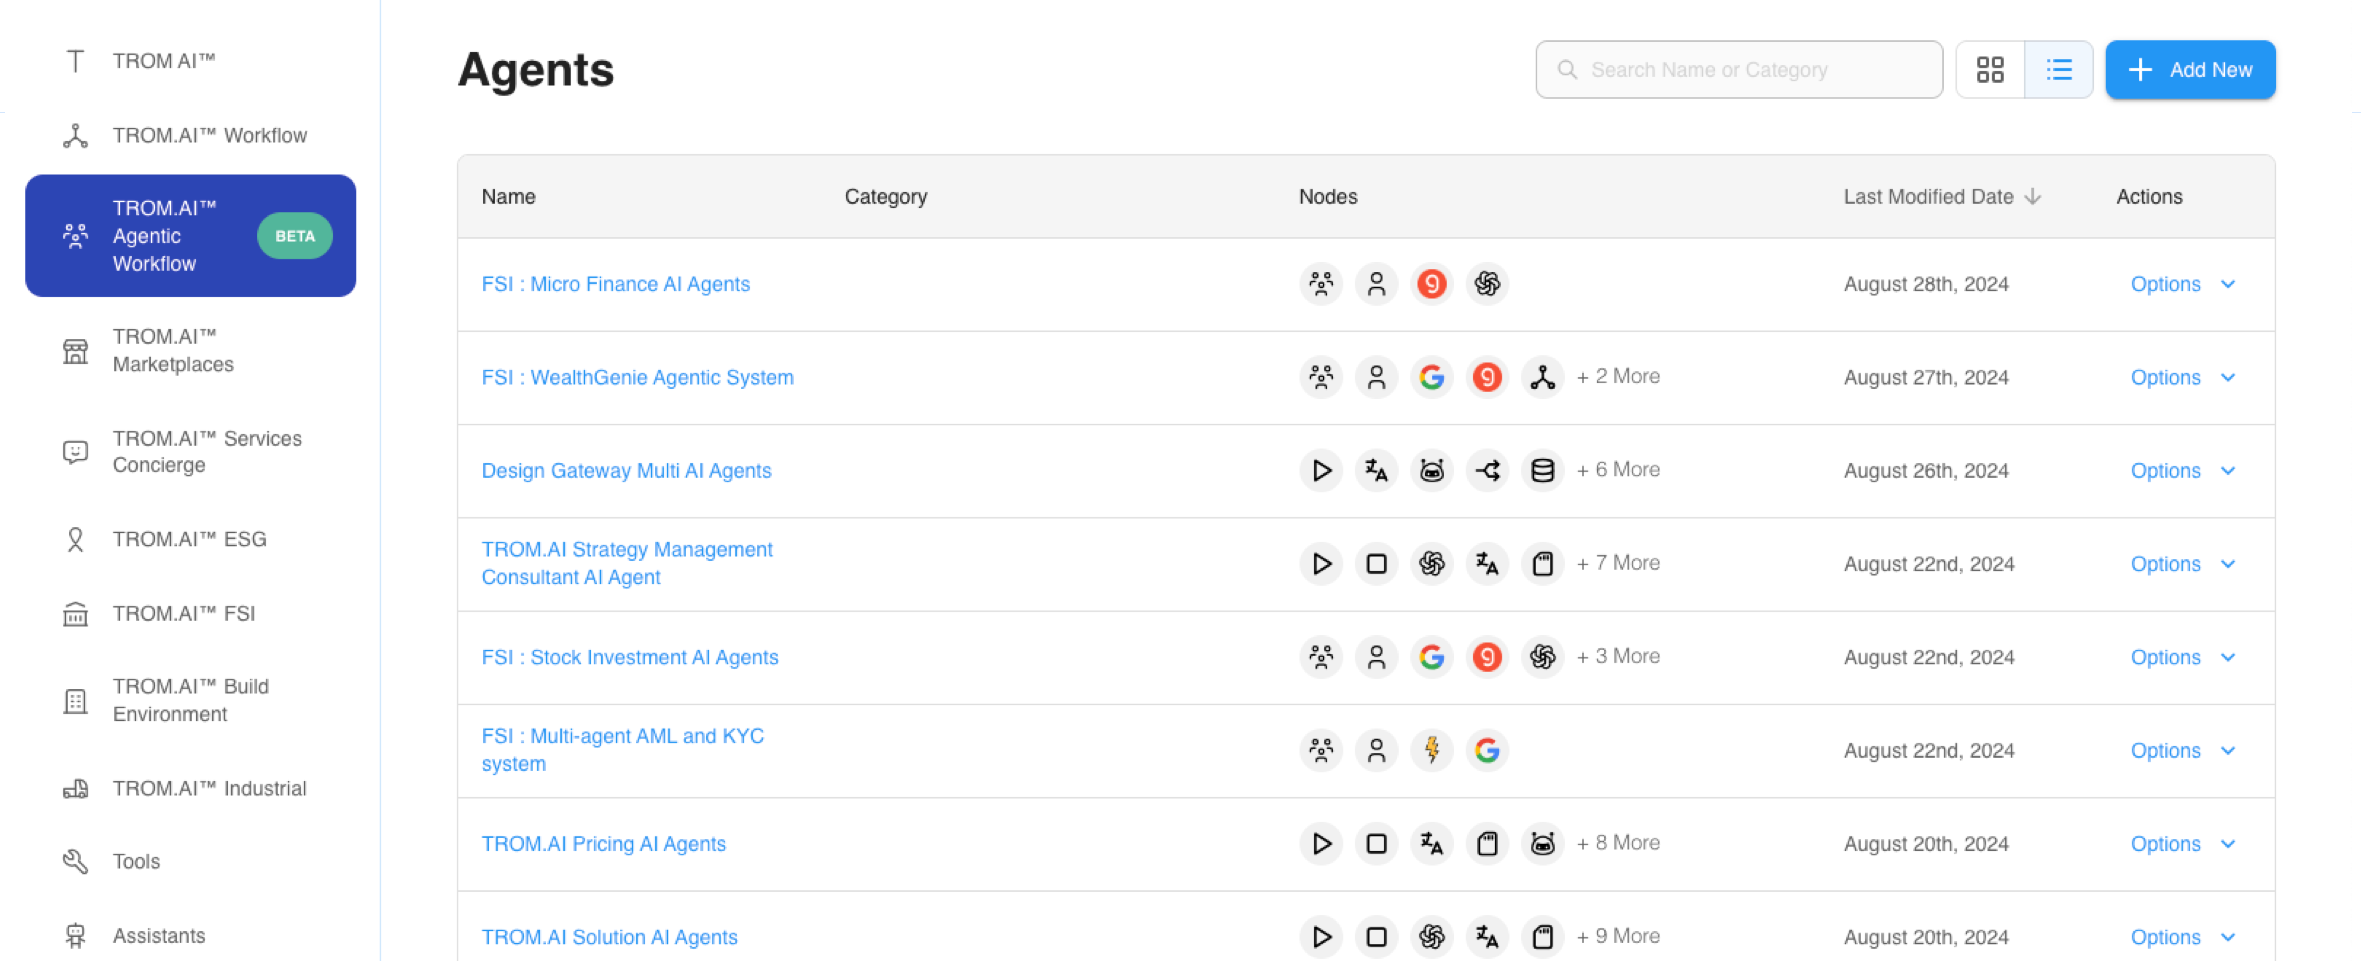 TROM AI™
TROM.AI™ Workflow
TROM.AI™
Agentic
Workflow
BETA
TROM.AI™
Marketplaces
TROM.AI™ Services
Concierge
TROM.AI™ ESG
TROM.AI™ FSI
TROM.AI™ Build
Environment
TROM.AI™ Industrial
Tools
Assistants
Agents
Search Name or Category
Add New
Name Category Nodes Last Modified Date Actions
FSI : Micro Finance AI Agents August 28th, 2024 Options
FSI : WealthGenie Agentic System + 2 More August 27th, 2024 Options
Design Gateway Multi AI Agents + 6 More August 26th, 2024 Options
TROM.AI Strategy Management
Consultant AI Agent + 7 More August 22nd, 2024 Options
FSI : Stock Investment AI Agents + 3 More August 22nd, 2024 Options
FSI : Multi-agent AML and KYC
system August 22nd, 2024 Options
TROM.AI Pricing AI Agents + 8 More August 20th, 2024 Options
TROM.AI Solution AI Agents + 9 More August 20th, 2024 Options